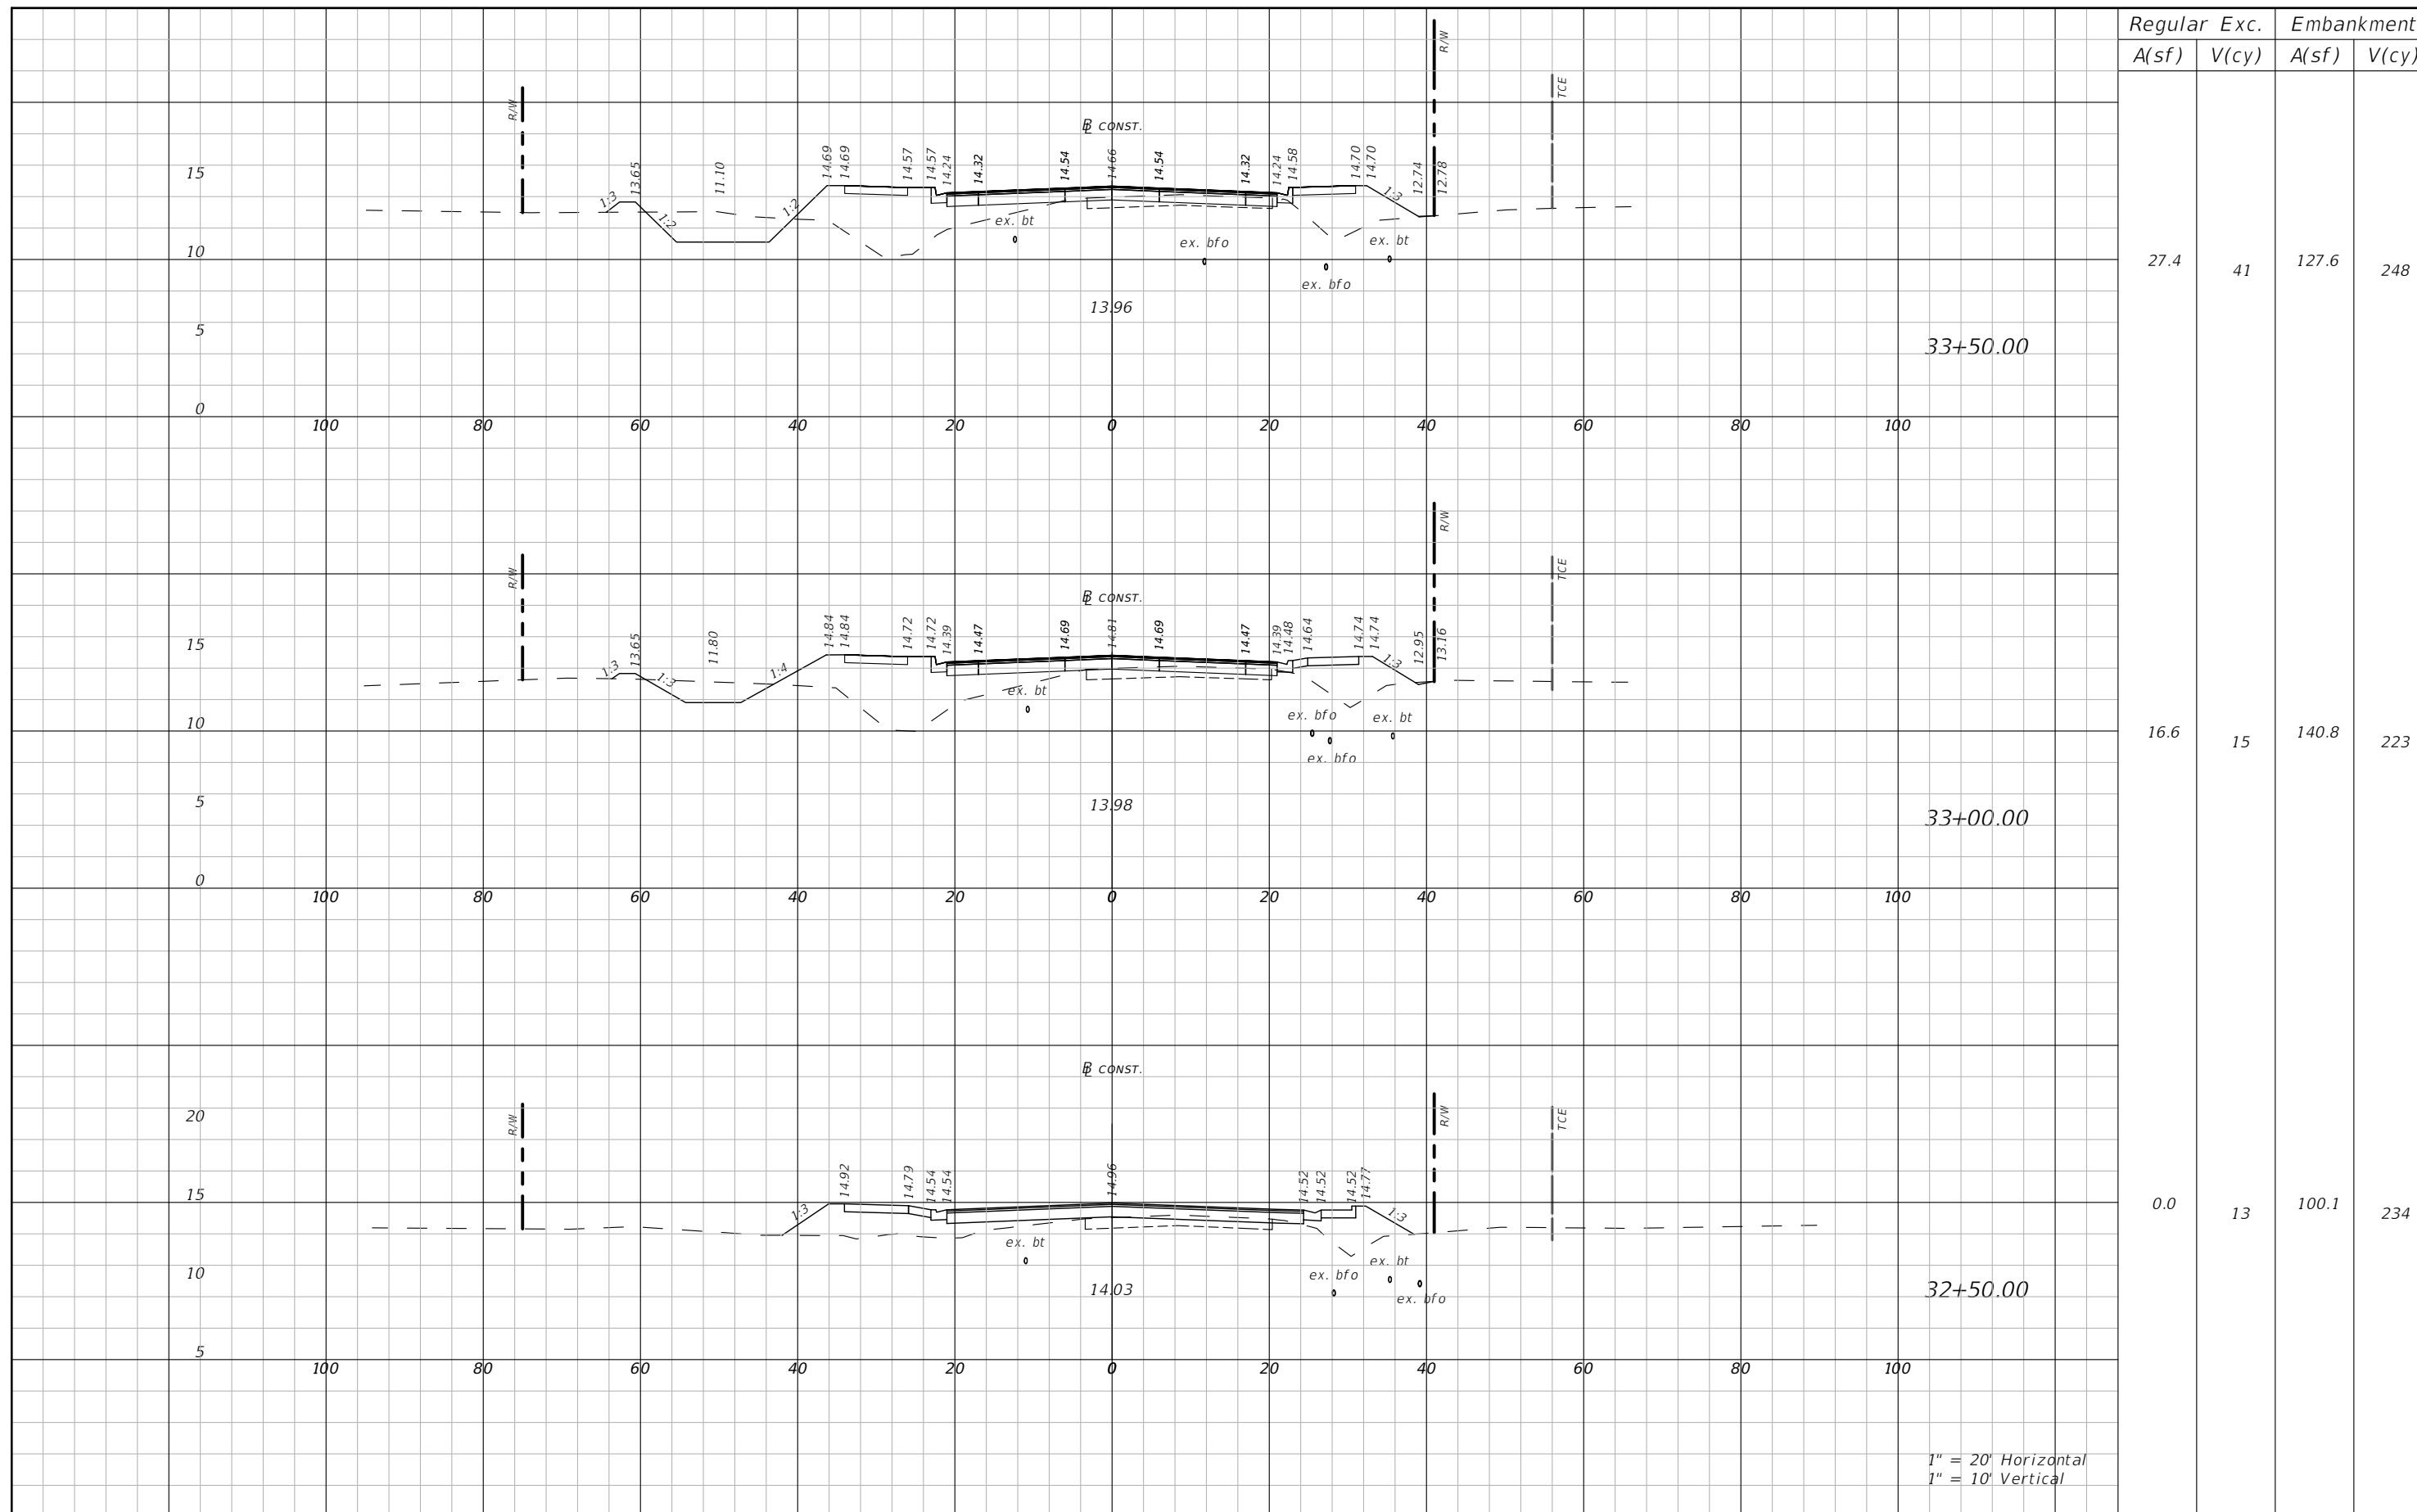 Regular Exc. Embankment
A(sf) V(cy) A(sf) V(cy)
R/W
R/W
TCE
BL CONST.
1:3
13.65
1:2
11.10
1:2
14.69
14.69
14.57
14.57
14.24
14.32
14.54
14.66
14.54
14.32
14.24
14.58
14.70
14.70
1:3
12.74
12.78
15
10
5
0
ex. bt
ex. bfo
ex. bfo
ex. bt
13.96
27.4 41 127.6 248
33+50.00
100 80 60 40 20 0 20 40 60 80 100
R/W
R/W
TCE
BL CONST.
1:3
13.65
1:3
11.80
1:4
14.84
14.84
14.72
14.72
14.39
14.47
14.69
14.81
14.69
14.47
14.39
14.48
14.64
14.74
14.74
1:3
12.95
13.16
15
10
5
0
ex. bt
ex. bfo
ex. bfo
ex. bt
13.98
16.6 15 140.8 223
33+00.00
100 80 60 40 20 0 20 40 60 80 100
BL CONST.
R/W
R/W
TCE
20
15
10
5
1:3
14.92
14.79
14.54
14.54
14.96
14.52
14.52
14.52
14.77
1:3
ex. bt
ex. bfo
ex. bt
ex. bfo
14.03
0.0 13 100.1 234
32+50.00
100 80 60 40 20 0 20 40 60 80 100
1" = 20' Horizontal
1" = 10' Vertical